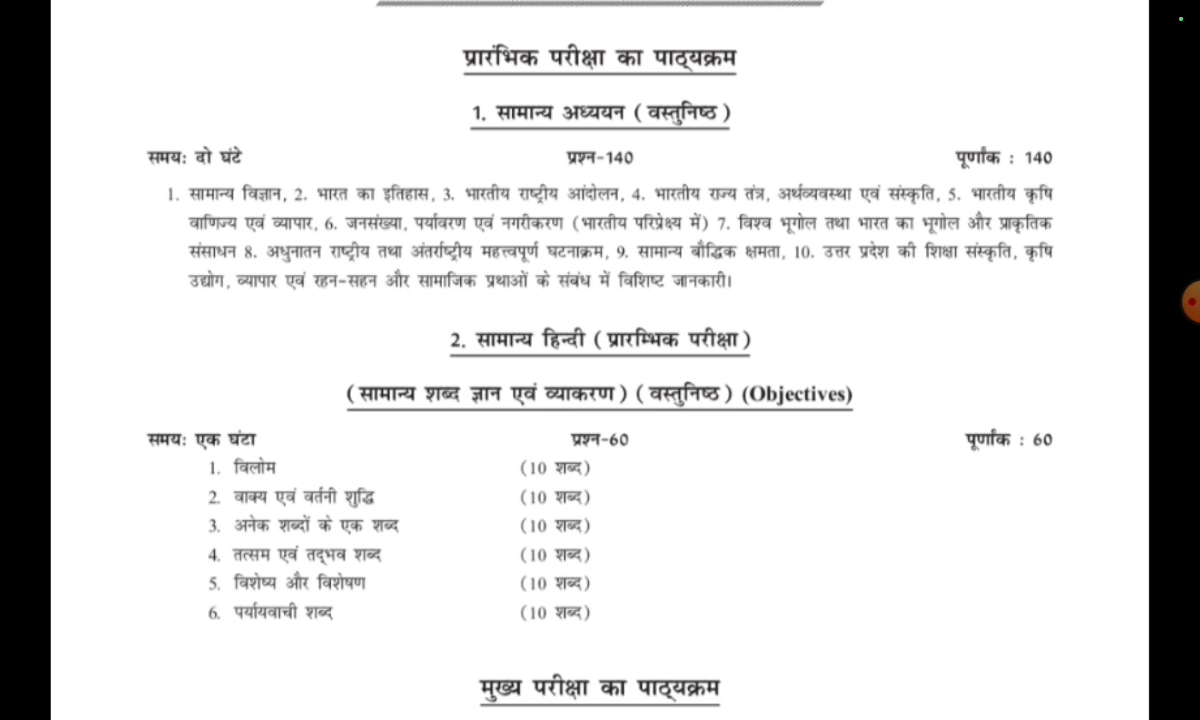 प्रारंभिक परीक्षा का पाठ्यक्रम
1. सामान्य अध्ययन ( वस्तुनिष्ठ )
समय: दो घंटे प्रश्न-140 पूर्णांक : 140
1. सामान्य विज्ञान, 2. भारत का इतिहास, 3. भारतीय राष्ट्रीय आंदोलन, 4. भारतीय राज्य तंत्र, अर्थव्यवस्था एवं संस्कृति, 5. भारतीय कृषि
वाणिज्य एवं व्यापार, 6. जनसंख्या, पर्यावरण एवं नगरीकरण (भारतीय परिप्रेक्ष्य में) 7. विश्व भूगोल तथा भारत का भूगोल और प्राकृतिक
संसाधन 8. अधुनातन राष्ट्रीय तथा अंतर्राष्ट्रीय महत्त्वपूर्ण घटनाक्रम, 9. सामान्य बौद्धिक क्षमता, 10. उत्तर प्रदेश की शिक्षा संस्कृति, कृषि
उद्योग, व्यापार एवं रहन-सहन और सामाजिक प्रथाओं के संबंध में विशिष्ट जानकारी।
2. सामान्य हिन्दी ( प्रारम्भिक परीक्षा )
( सामान्य शब्द ज्ञान एवं व्याकरण ) ( वस्तुनिष्ठ ) (Objectives)
समय: एक घंटा प्रश्न-60 पूर्णांक : 60
1. विलोम (10 शब्द)
2. वाक्य एवं वर्तनी शुद्धि (10 शब्द)
3. अनेक शब्दों के एक शब्द (10 शब्द)
4. तत्सम एवं तद्भव शब्द (10 शब्द)
5. विशेष्य और विशेषण (10 शब्द)
6. पर्यायवाची शब्द (10 शब्द)
मुख्य परीक्षा का पाठ्यक्रम